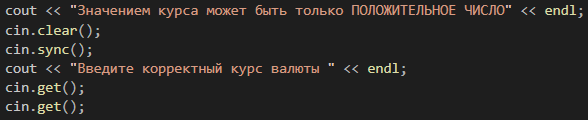 cout << "Значением курса может быть только ПОЛОЖИТЕЛЬНОЕ ЧИСЛО" << endl;
cin.clear();
cin.sync();
cout << "Введите корректный курс валюты " << endl;
cin.get();
cin.get();